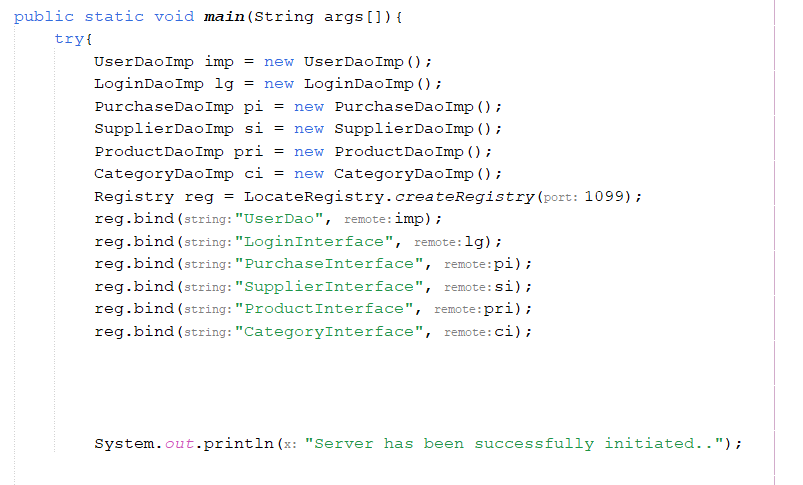 public static void main(String args[]){
try{
UserDaoImp imp = new UserDaoImp();
LoginDaoImp lg = new LoginDaoImp();
PurchaseDaoImp pi = new PurchaseDaoImp();
SupplierDaoImp si = new SupplierDaoImp();
ProductDaoImp pri = new ProductDaoImp();
CategoryDaoImp ci = new CategoryDaoImp();
Registry reg = LocateRegistry.createRegistry(port: 1099);
reg.bind(string:"UserDao", remote:imp);
reg.bind(string:"LoginInterface", remote:lg);
reg.bind(string:"PurchaseInterface", remote:pi);
reg.bind(string:"SupplierInterface", remote:si);
reg.bind(string:"ProductInterface", remote:pri);
reg.bind(string:"CategoryInterface", remote:ci);
System.out.println(x: "Server has been successfully initiated..");